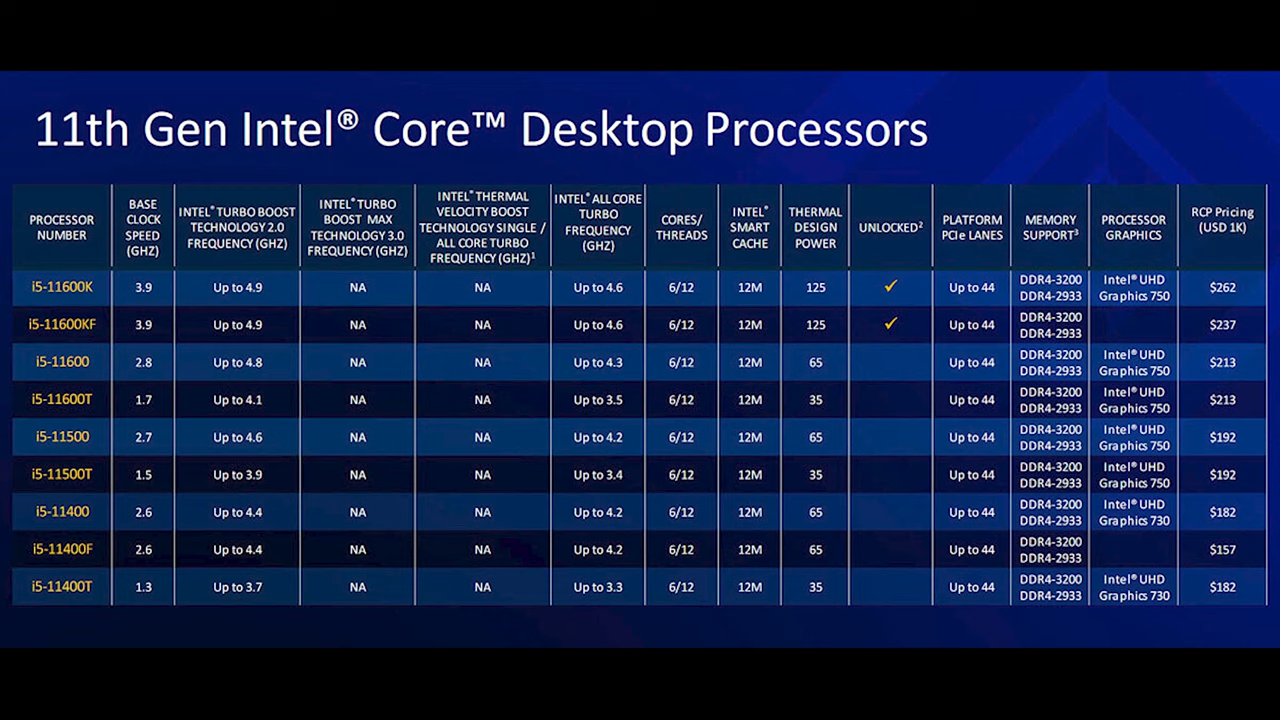 11th Gen Intel® Core™ Desktop Processors
PROCESSOR NUMBER | BASE CLOCK SPEED (GHZ) | INTEL® TURBO BOOST TECHNOLOGY 2.0 FREQUENCY (GHZ) | INTEL® TURBO BOOST MAX TECHNOLOGY 3.0 FREQUENCY (GHZ) | INTEL® THERMAL VELOCITY BOOST TECHNOLOGY SINGLE / ALL CORE TURBO FREQUENCY (GHZ)¹ | INTEL® ALL CORE TURBO FREQUENCY (GHZ) | CORES/ THREADS | INTEL® SMART CACHE | THERMAL DESIGN POWER | UNLOCKED² | PLATFORM PCIe LANES | MEMORY SUPPORT³ | PROCESSOR GRAPHICS | RCP Pricing (USD 1K)
i5-11600K | 3.9 | Up to 4.9 | NA | NA | Up to 4.6 | 6/12 | 12M | 125 | ✓ | Up to 44 | DDR4-3200 DDR4-2933 | Intel® UHD Graphics 750 | $262
i5-11600KF | 3.9 | Up to 4.9 | NA | NA | Up to 4.6 | 6/12 | 12M | 125 | ✓ | Up to 44 | DDR4-3200 DDR4-2933 | | $237
i5-11600 | 2.8 | Up to 4.8 | NA | NA | Up to 4.3 | 6/12 | 12M | 65 | | Up to 44 | DDR4-3200 DDR4-2933 | Intel® UHD Graphics 750 | $213
i5-11600T | 1.7 | Up to 4.1 | NA | NA | Up to 3.5 | 6/12 | 12M | 35 | | Up to 44 | DDR4-3200 DDR4-2933 | Intel® UHD Graphics 750 | $213
i5-11500 | 2.7 | Up to 4.6 | NA | NA | Up to 4.2 | 6/12 | 12M | 65 | | Up to 44 | DDR4-3200 DDR4-2933 | Intel® UHD Graphics 750 | $192
i5-11500T | 1.5 | Up to 3.9 | NA | NA | Up to 3.4 | 6/12 | 12M | 35 | | Up to 44 | DDR4-3200 DDR4-2933 | Intel® UHD Graphics 750 | $192
i5-11400 | 2.6 | Up to 4.4 | NA | NA | Up to 4.2 | 6/12 | 12M | 65 | | Up to 44 | DDR4-3200 DDR4-2933 | Intel® UHD Graphics 730 | $182
i5-11400F | 2.6 | Up to 4.4 | NA | NA | Up to 4.2 | 6/12 | 12M | 65 | | Up to 44 | DDR4-3200 DDR4-2933 | | $157
i5-11400T | 1.3 | Up to 3.7 | NA | NA | Up to 3.3 | 6/12 | 12M | 35 | | Up to 44 | DDR4-3200 DDR4-2933 | Intel® UHD Graphics 730 | $182